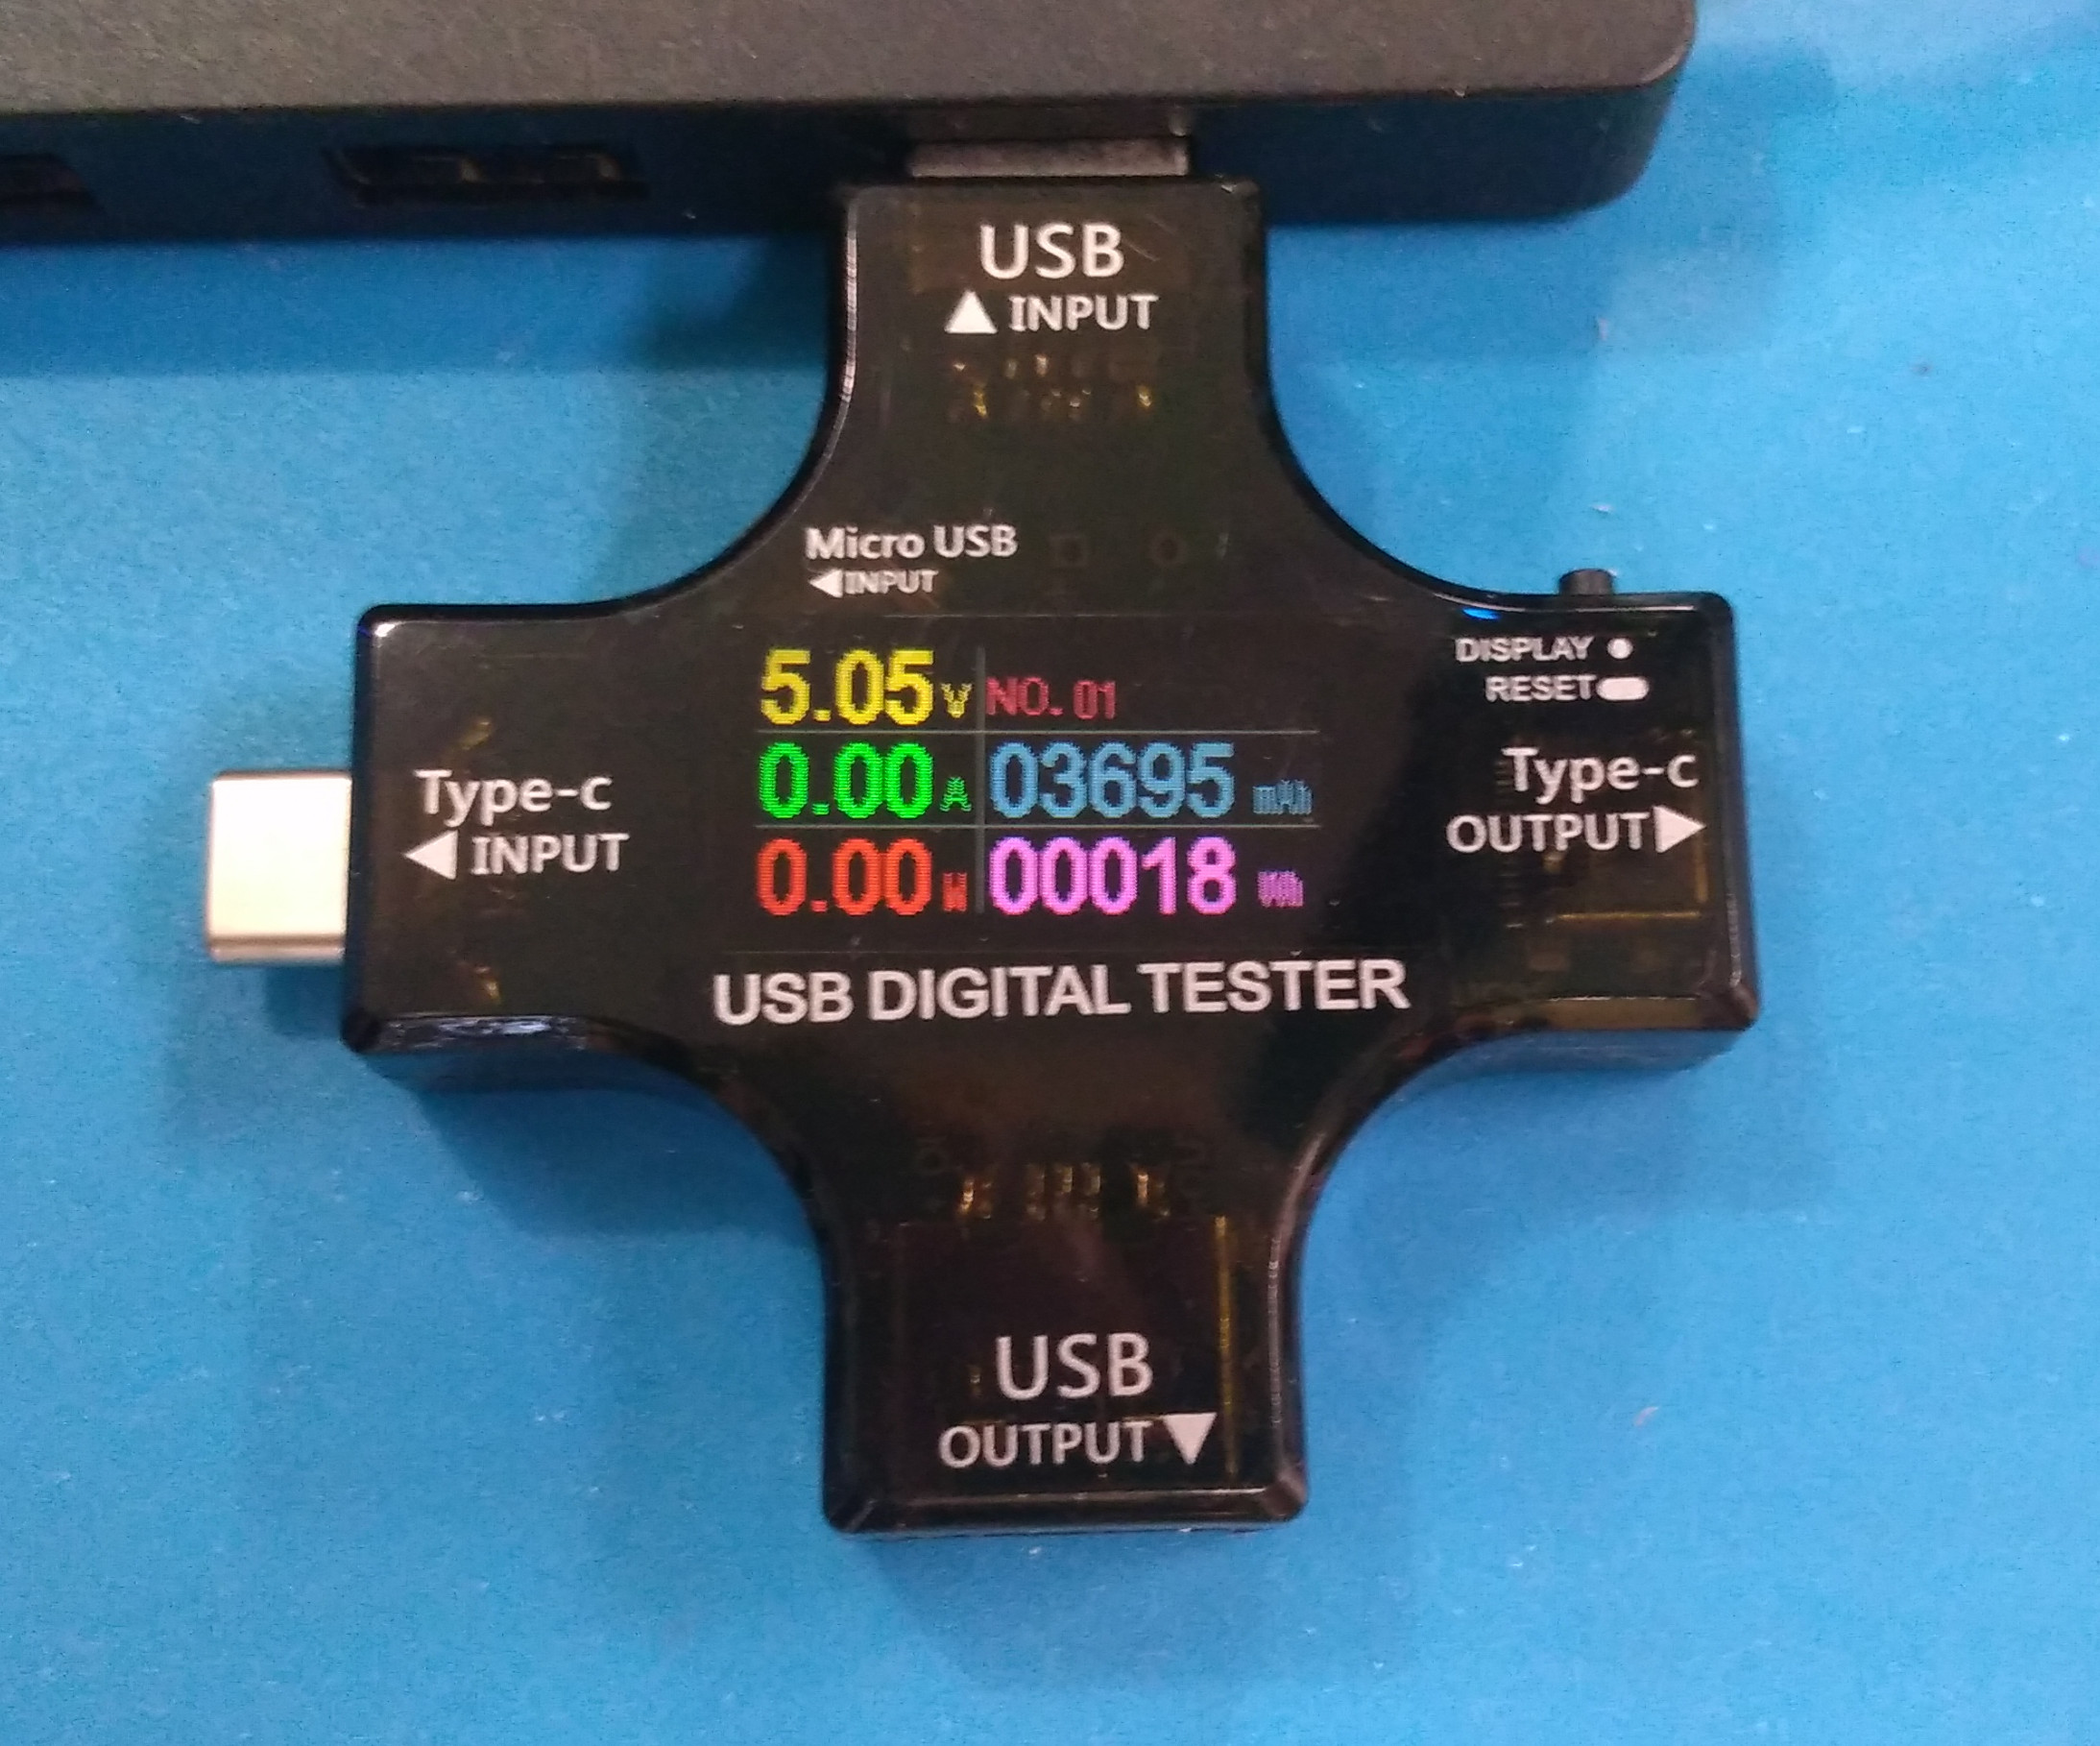 USB
▲ INPUT
Micro USB
◀INPUT
DISPLAY ●
RESET
5.05 V NO. 01
0.00 A 03695 mAh
0.00 W 00018 Wh
Type-c
◀ INPUT
Type-c
OUTPUT▶
USB DIGITAL TESTER
USB
OUTPUT▼